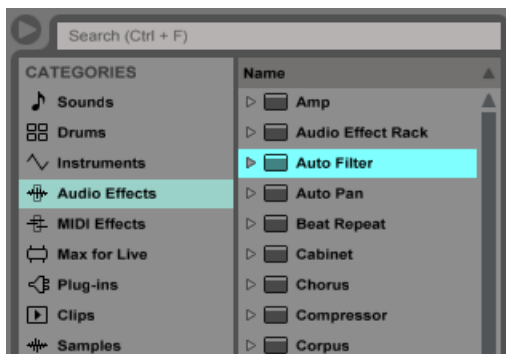 Search (Ctrl + F)
CATEGORIES
Sounds
Drums
Instruments
Audio Effects
MIDI Effects
Max for Live
Plug-ins
Clips
Samples
Name
Amp
Audio Effect Rack
Auto Filter
Auto Pan
Beat Repeat
Cabinet
Chorus
Compressor
Corpus